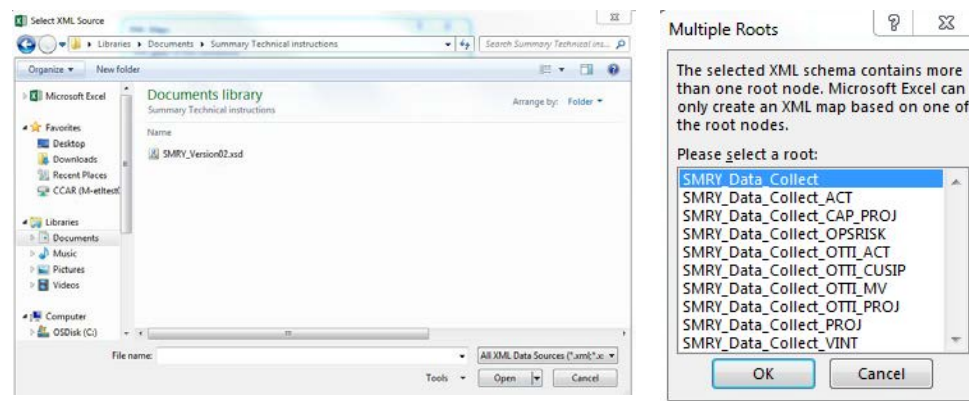 Select XML Source
Libraries ▸ Documents ▸ Summary Technical instructions
Search Summary Technical ins...
Organize
New folder
Microsoft Excel
Favorites
Desktop
Downloads
Recent Places
CCAR (M-etltest
Libraries
Documents
Music
Pictures
Videos
Computer
OSDisk (C:)
Documents library
Summary Technical instructions
Arrange by: Folder
Name
SMRY_Version02.xsd
File name:
All XML Data Sources (*.xml;*.x
Tools
Open
Cancel
Multiple Roots
The selected XML schema contains more
than one root node. Microsoft Excel can
only create an XML map based on one of
the root nodes.
Please select a root:
SMRY_Data_Collect
SMRY_Data_Collect_ACT
SMRY_Data_Collect_CAP_PROJ
SMRY_Data_Collect_OPSRISK
SMRY_Data_Collect_OTTI_ACT
SMRY_Data_Collect_OTTI_CUSIP
SMRY_Data_Collect_OTTI_MV
SMRY_Data_Collect_OTTI_PROJ
SMRY_Data_Collect_PROJ
SMRY_Data_Collect_VINT
OK
Cancel